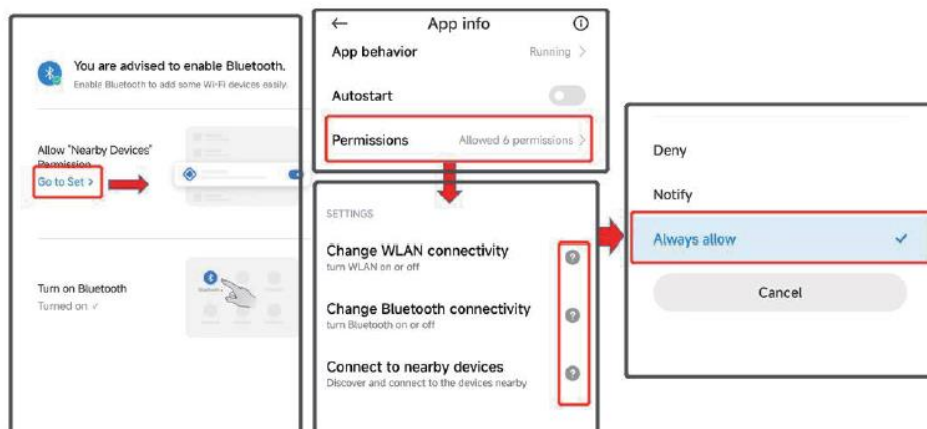 You are advised to enable Bluetooth.
Enable Bluetooth to add some Wi-Fi devices easily.
Allow "Nearby Devices"
Permission
Go to Set >
Turn on Bluetooth
Turned on ✓
← App info
App behavior Running >
Autostart
Permissions Allowed 6 permissions >
SETTINGS
Change WLAN connectivity
turn WLAN on or off
Change Bluetooth connectivity
turn Bluetooth on or off
Connect to nearby devices
Discover and connect to the devices nearby
Deny
Notify
Always allow ✓
Cancel